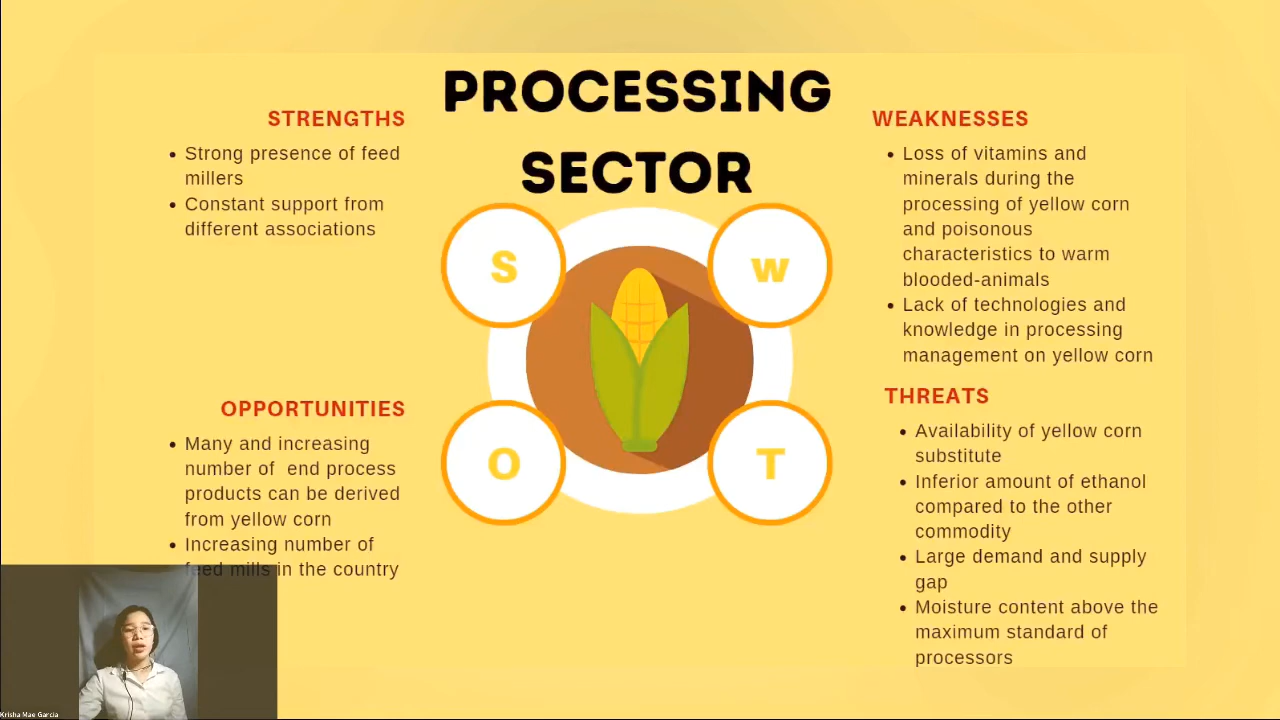 PROCESSING
SECTOR
STRENGTHS
• Strong presence of feed
millers
• Constant support from
different associations
WEAKNESSES
• Loss of vitamins and
minerals during the
processing of yellow corn
and poisonous
characteristics to warm
blooded-animals
• Lack of technologies and
knowledge in processing
management on yellow corn
S
W
O
T
OPPORTUNITIES
• Many and increasing
number of  end process
products can be derived
from yellow corn
• Increasing number of
feed mills in the country
THREATS
• Availability of yellow corn
substitute
• Inferior amount of ethanol
compared to the other
commodity
• Large demand and supply
gap
• Moisture content above the
maximum standard of
processors
Krisha Mae Garcia